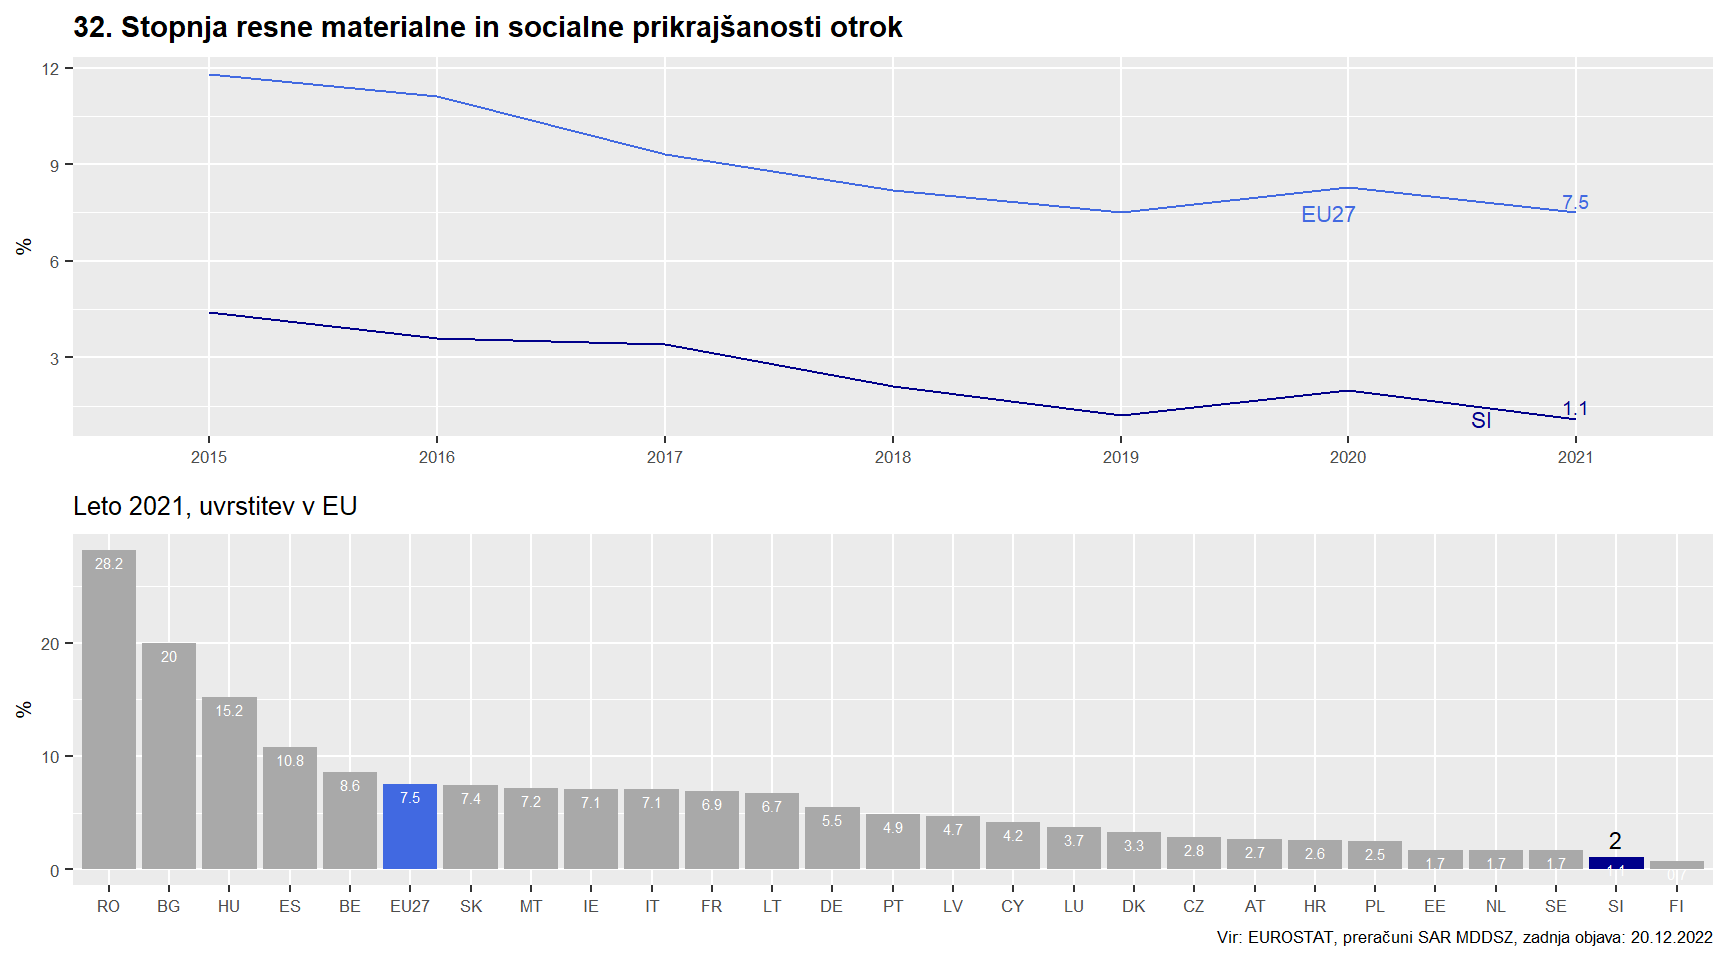 32. Stopnja resne materialne in socialne prikrajšanosti otrok
12
9
6
3
%
EU27
7.5
SI
1.1
2015 2016 2017 2018 2019 2020 2021
Leto 2021, uvrstitev v EU
20
10
0
%
28.2 20 15.2 10.8 8.6 7.5 7.4 7.2 7.1 7.1 6.9 6.7 5.5 4.9 4.7 4.2 3.7 3.3 2.8 2.7 2.6 2.5 1.7 1.7 1.7 1.1 0.7
2
RO BG HU ES BE EU27 SK MT IE IT FR LT DE PT LV CY LU DK CZ AT HR PL EE NL SE SI FI
Vir: EUROSTAT, preračuni SAR MDDSZ, zadnja objava: 20.12.2022